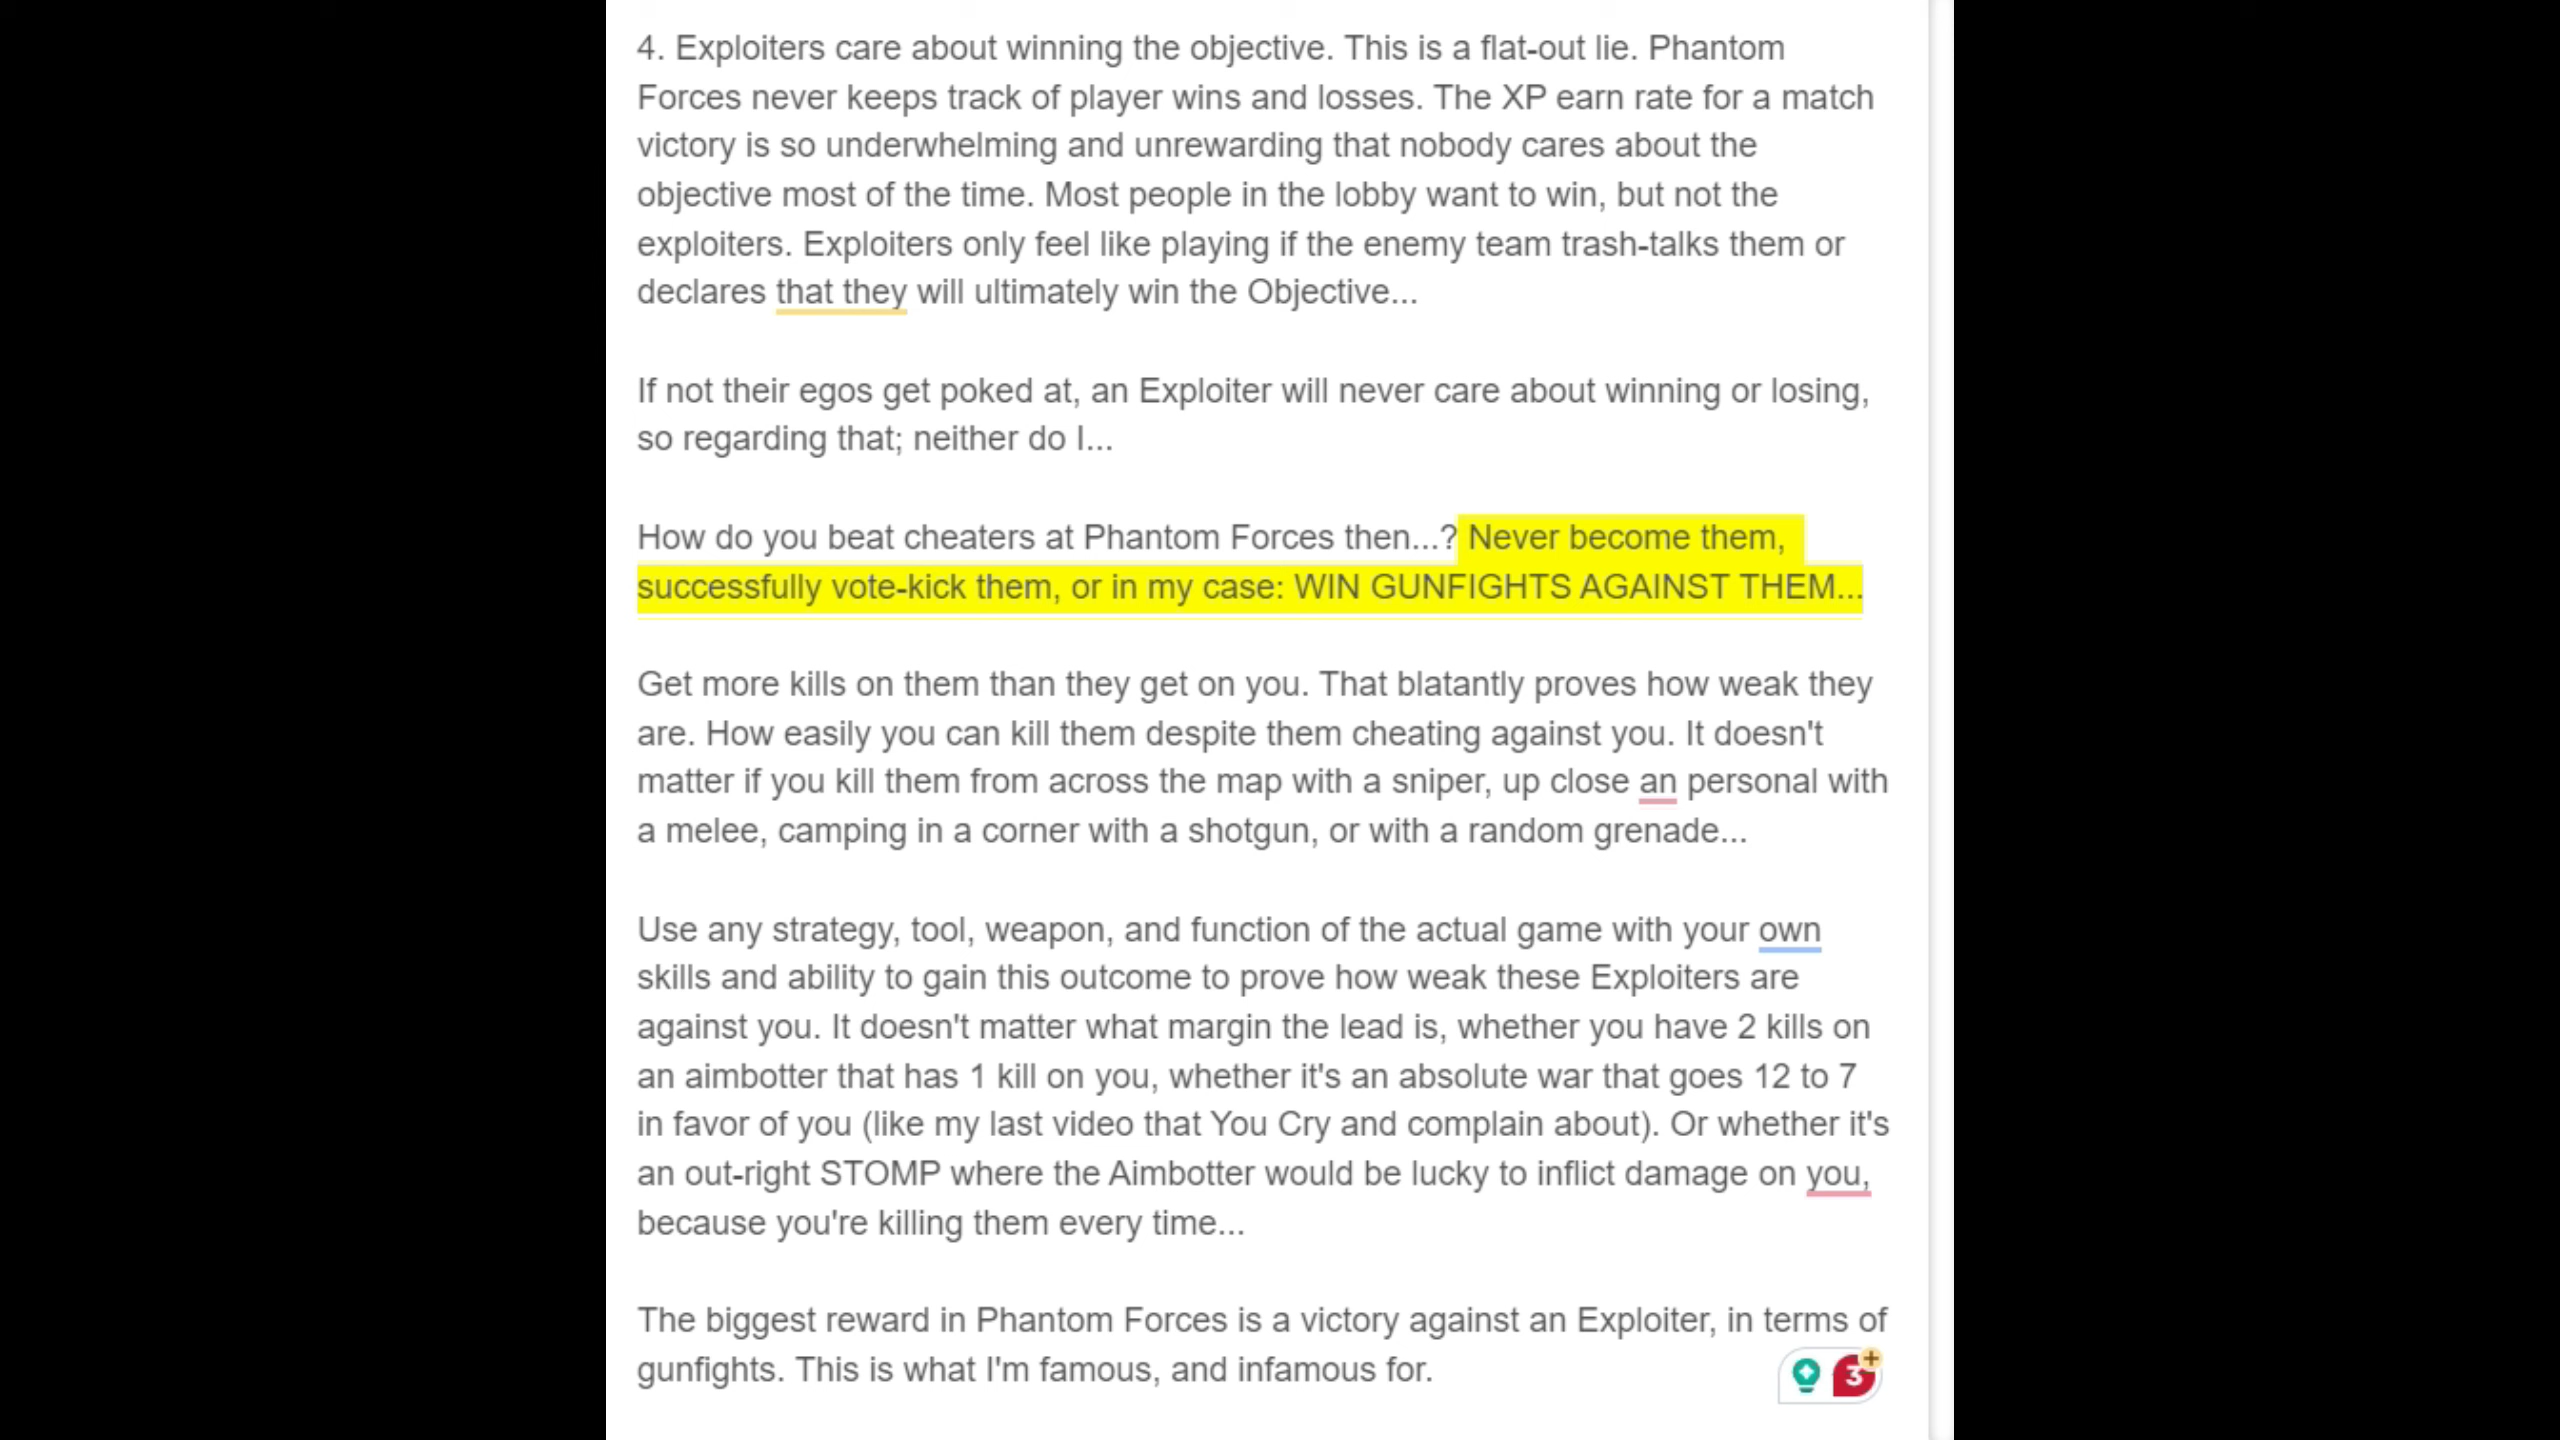 4. Exploiters care about winning the objective. This is a flat-out lie. Phantom
Forces never keeps track of player wins and losses. The XP earn rate for a match
victory is so underwhelming and unrewarding that nobody cares about the
objective most of the time. Most people in the lobby want to win, but not the
exploiters. Exploiters only feel like playing if the enemy team trash-talks them or
declares that they will ultimately win the Objective...
If not their egos get poked at, an Exploiter will never care about winning or losing,
so regarding that; neither do I...
How do you beat cheaters at Phantom Forces then...? Never become them,
successfully vote-kick them, or in my case: WIN GUNFIGHTS AGAINST THEM...
Get more kills on them than they get on you. That blatantly proves how weak they
are. How easily you can kill them despite them cheating against you. It doesn't
matter if you kill them from across the map with a sniper, up close an personal with
a melee, camping in a corner with a shotgun, or with a random grenade...
Use any strategy, tool, weapon, and function of the actual game with your own
skills and ability to gain this outcome to prove how weak these Exploiters are
against you. It doesn't matter what margin the lead is, whether you have 2 kills on
an aimbotter that has 1 kill on you, whether it's an absolute war that goes 12 to 7
in favor of you (like my last video that You Cry and complain about). Or whether it's
an out-right STOMP where the Aimbotter would be lucky to inflict damage on you,
because you're killing them every time...
The biggest reward in Phantom Forces is a victory against an Exploiter, in terms of
gunfights. This is what I'm famous, and infamous for.
3+